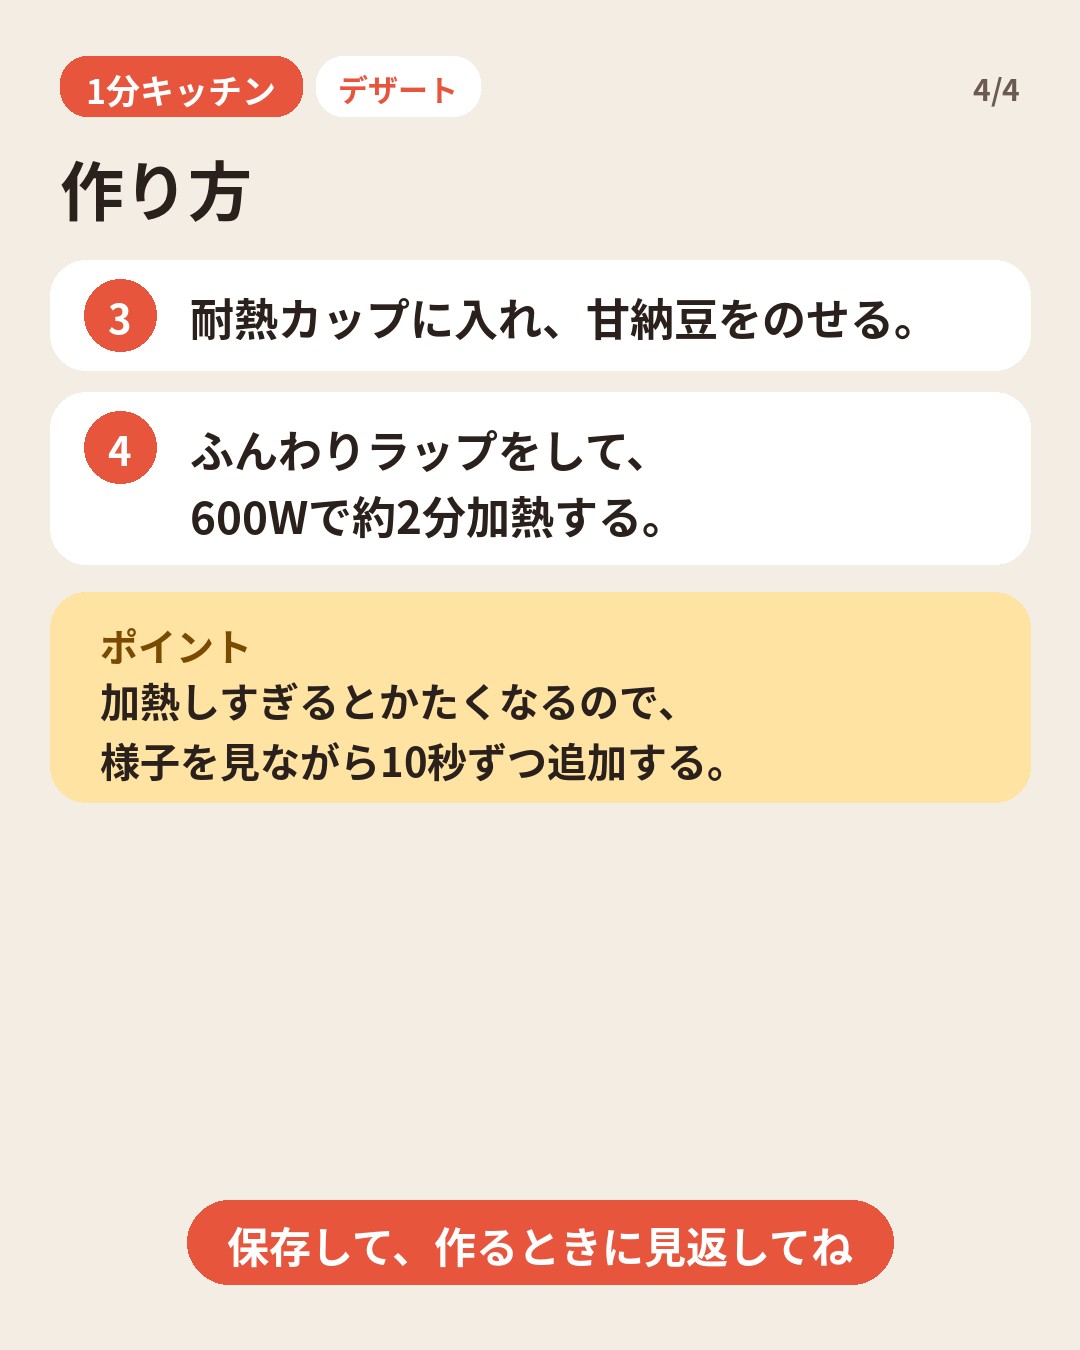 1分キッチン
デザート
4/4
作り方
3 耐熱カップに入れ、甘納豆をのせる。
4 ふんわりラップをして、
600Wで約2分加熱する。
ポイント
加熱しすぎるとかたくなるので、
様子を見ながら10秒ずつ追加する。
保存して、作るときに見返してね